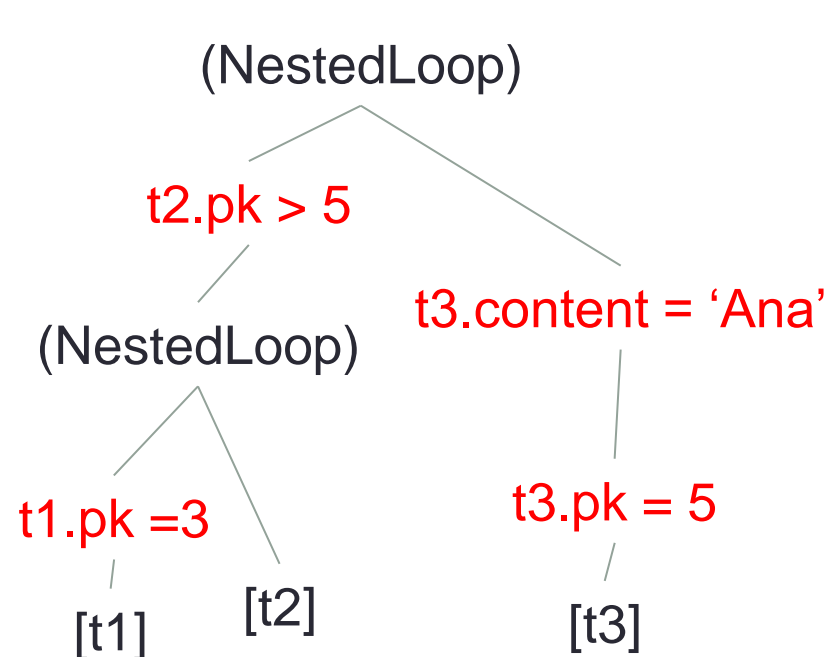 (NestedLoop)
t2.pk > 5
t3.content = ‘Ana’
(NestedLoop)
t1.pk =3
t3.pk = 5
[t1]
[t2]
[t3]